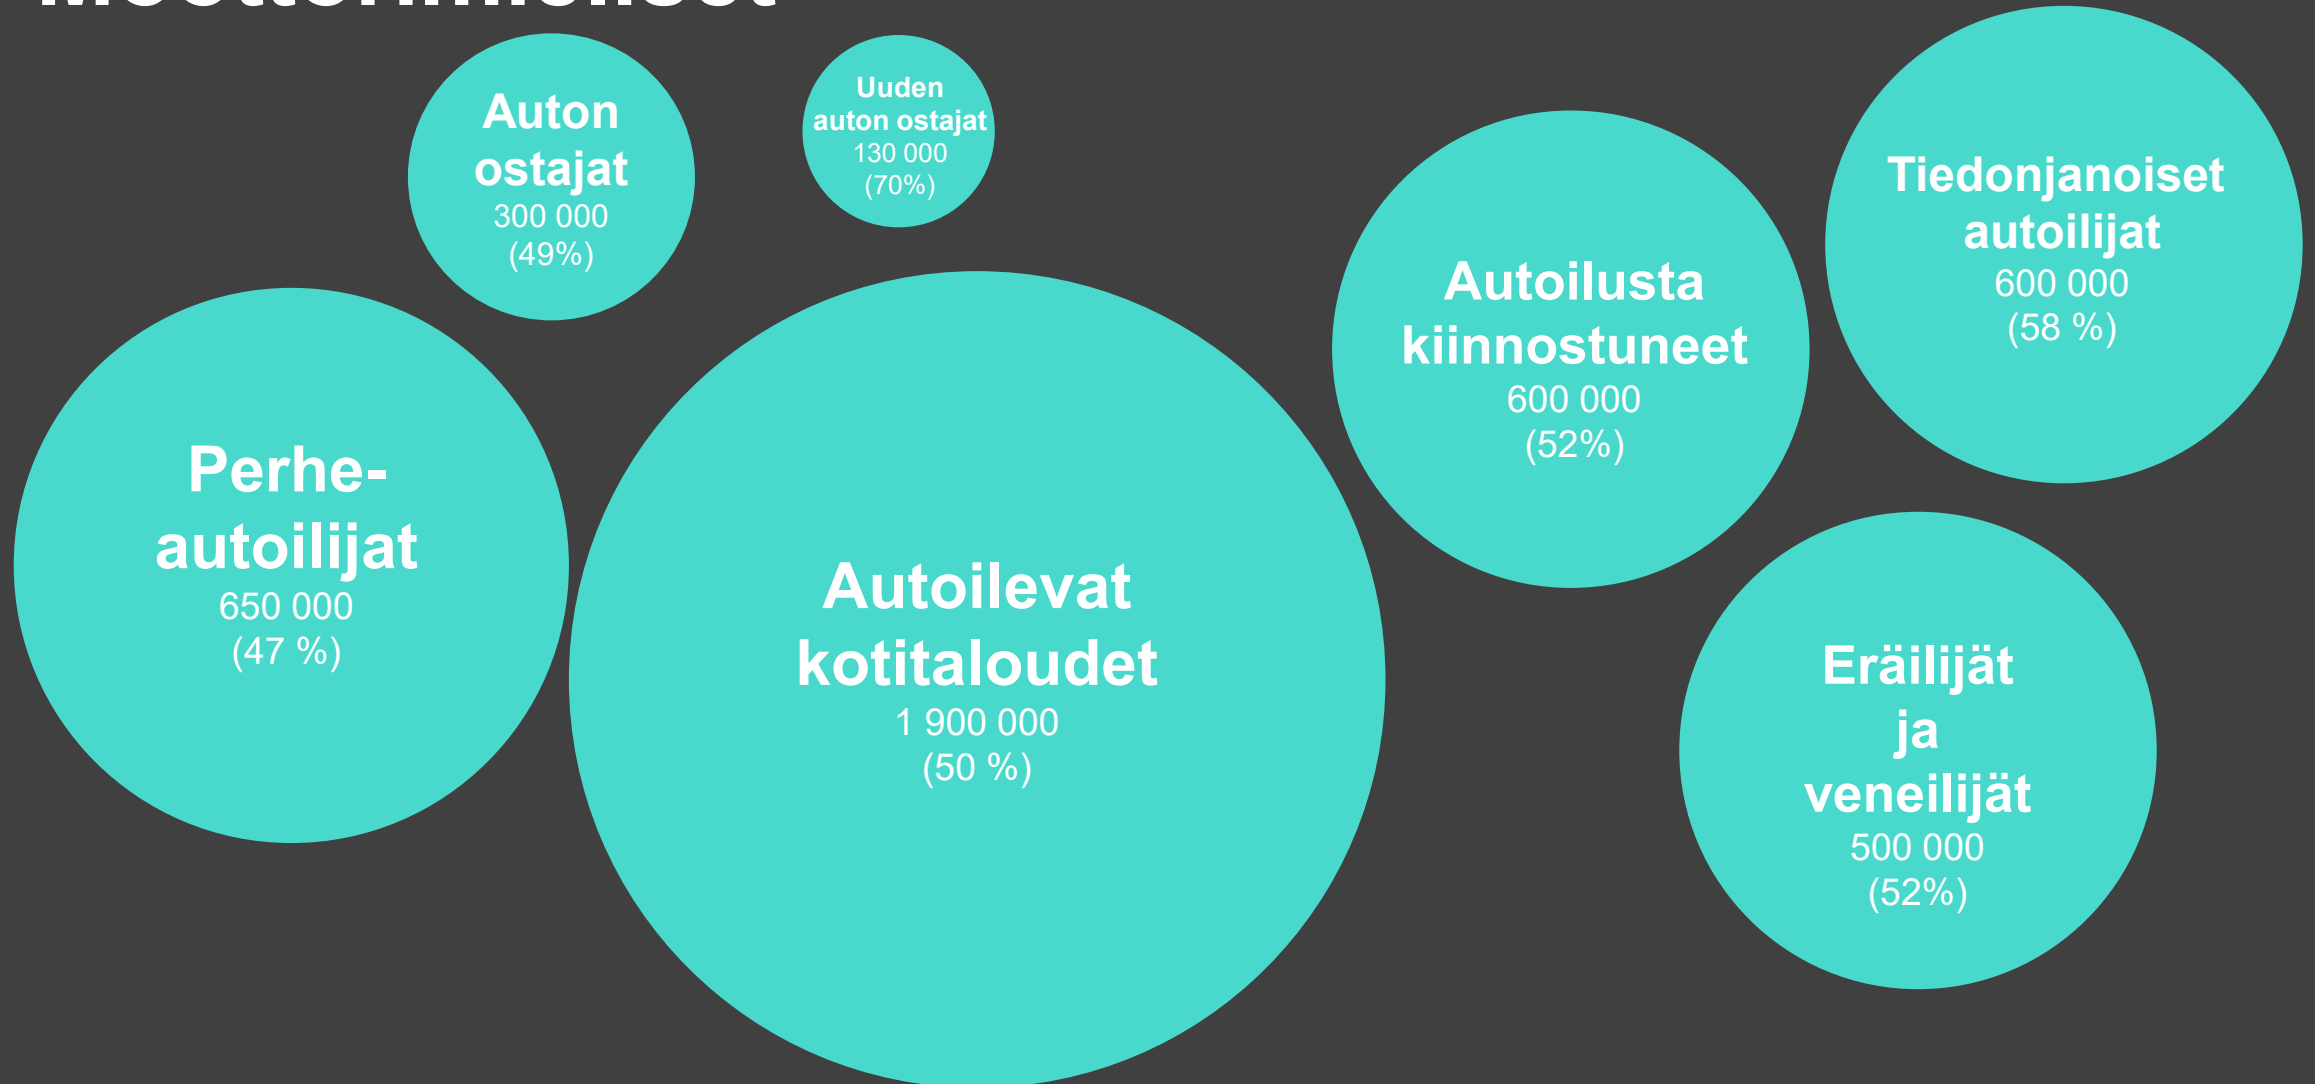 Auton
ostajat
300 000
(49%)
Uuden
auton ostajat
130 000
(70%)
Tiedonjanoiset
autoilijat
600 000
(58 %)
Autoilusta
kiinnostuneet
600 000
(52%)
Perhe-
autoilijat
650 000
(47 %)
Autoilevat
kotitaloudet
1 900 000
(50 %)
Eräilijät
ja
veneilijät
500 000
(52%)